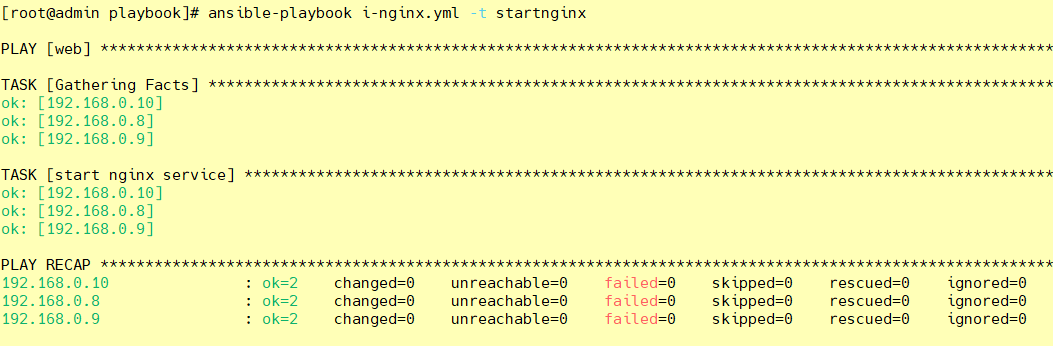 [root@admin playbook]# ansible-playbook i-nginx.yml -t startnginx
PLAY [web] **********************************************************************************************************
TASK [Gathering Facts] **********************************************************************************************
ok: [192.168.0.10]
ok: [192.168.0.8]
ok: [192.168.0.9]
TASK [start nginx service] ******************************************************************************************
ok: [192.168.0.10]
ok: [192.168.0.8]
ok: [192.168.0.9]
PLAY RECAP **********************************************************************************************************
192.168.0.10               : ok=2    changed=0    unreachable=0    failed=0    skipped=0    rescued=0    ignored=0
192.168.0.8                : ok=2    changed=0    unreachable=0    failed=0    skipped=0    rescued=0    ignored=0
192.168.0.9                : ok=2    changed=0    unreachable=0    failed=0    skipped=0    rescued=0    ignored=0